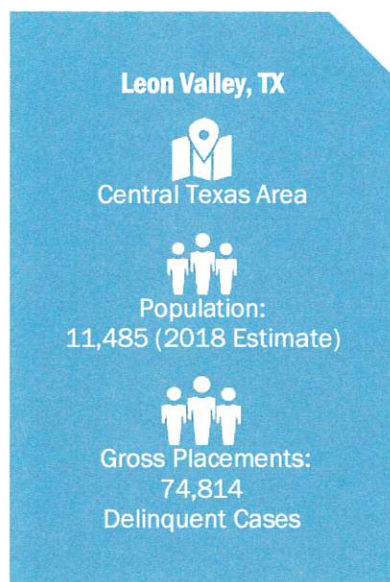 Leon Valley, TX
Central Texas Area
Population:
11,485 (2018 Estimate)
Gross Placements:
74,814
Delinquent Cases